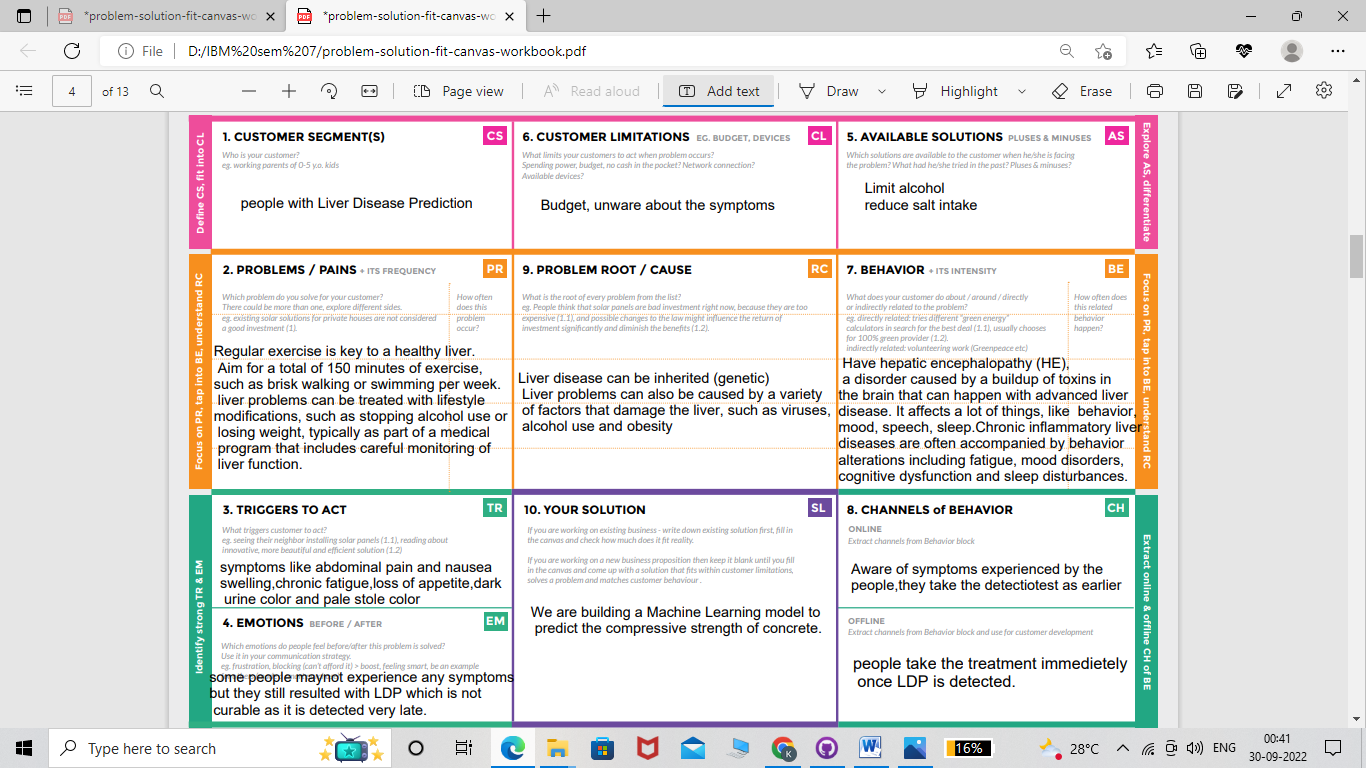 *problem-solution-fit-canvas-wo
*problem-solution-fit-canvas-wo
File
D:/IBM%20sem%207/problem-solution-fit-canvas-workbook.pdf
4 of 13
Page view
Read aloud
Add text
Draw
Highlight
Erase
Define CS, fit into CL
1. CUSTOMER SEGMENT(S)
CS
Who is your customer?
eg. working parents of 0-5 y.o. kids
people with Liver Disease Prediction
6. CUSTOMER LIMITATIONS EG. BUDGET, DEVICES
CL
What limits your customers to act when problem occurs?
Spending power, budget, no cash in the pocket? Network connection?
Available devices?
Budget, unware about the symptoms
5. AVAILABLE SOLUTIONS PLUSES & MINUSES
AS
Which solutions are available to the customer when he/she is facing
the problem? What had he/she tried in the past? Pluses & minuses?
Limit alcohol
reduce salt intake
Explore AS, differentiate
Focus on PR, tap into BE, understand RC
2. PROBLEMS / PAINS + ITS FREQUENCY
PR
Which problem do you solve for your customer?
There could be more than one, explore different sides.
eg. existing solar solutions for private houses are not considered
a good investment (1).
How often
does this
problem
occur?
Regular exercise is key to a healthy liver.
Aim for a total of 150 minutes of exercise,
such as brisk walking or swimming per week.
liver problems can be treated with lifestyle
modifications, such as stopping alcohol use or
losing weight, typically as part of a medical
program that includes careful monitoring of
liver function.
9. PROBLEM ROOT / CAUSE
RC
What is the root of every problem from the list?
eg. People think that solar panels are bad investment right now, because they are too
expensive (1.1), and possible changes to the law might influence the return of
investment significantly and diminish the benefits (1.2).
Liver disease can be inherited (genetic)
Liver problems can also be caused by a variety
of factors that damage the liver, such as viruses,
alcohol use and obesity
7. BEHAVIOR + ITS INTENSITY
BE
What does your customer do about / around / directly
or indirectly related to the problem?
eg, directly related: tries different "green energy"
calculators in search for the best deal (1.1), usually chooses
for 100% green provider (1.2).
indirectly related: volunteering work (Greenpeace etc)
How often does
this related
behavior
happen?
Have hepatic encephalopathy (HE),
a disorder caused by a buildup of toxins in
the brain that can happen with advanced liver
disease. It affects a lot of things, like behavior,
mood, speech, sleep.Chronic inflammatory liver
diseases are often accompanied by behavior
alterations including fatigue, mood disorders,
cognitive dysfunction and sleep disturbances.
Focus on PR, tap into BE, understand RC
Identify strong TR & EM
3. TRIGGERS TO ACT
TR
What triggers customer to act?
eg. seeing their neighbor installing solar panels (1.1), reading about
innovative, more beautiful and efficient solution (1.2)
symptoms like abdominal pain and nausea
swelling,chronic fatigue,loss of appetite,dark
urine color and pale stole color
4. EMOTIONS BEFORE / AFTER
EM
Which emotions do people feel before/after this problem is solved?
Use it in your communication strategy.
eg. frustration, blocking (can't afford it) > boost, feeling smart, be an example
some people maynot experience any symptoms
but they still resulted with LDP which is not
curable as it is detected very late.
10. YOUR SOLUTION
SL
If you are working on existing business - write down existing solution first, fill in
the canvas and check how much does it fit reality.
If you are working on a new business proposition then keep it blank until you fill
in the canvas and come up with a solution that fits within customer limitations,
solves a problem and matches customer behaviour .
We are building a Machine Learning model to
predict the compressive strength of concrete.
8. CHANNELS of BEHAVIOR
CH
ONLINE
Extract channels from Behavior block
Aware of symptoms experienced by the
people,they take the detectiotest as earlier
OFFLINE
Extract channels from Behavior block and use for customer development
people take the treatment immedietely
once LDP is detected.
Extract online & offline CH of BE
Type here to search
16%
28°C
ENG
00:41
30-09-2022